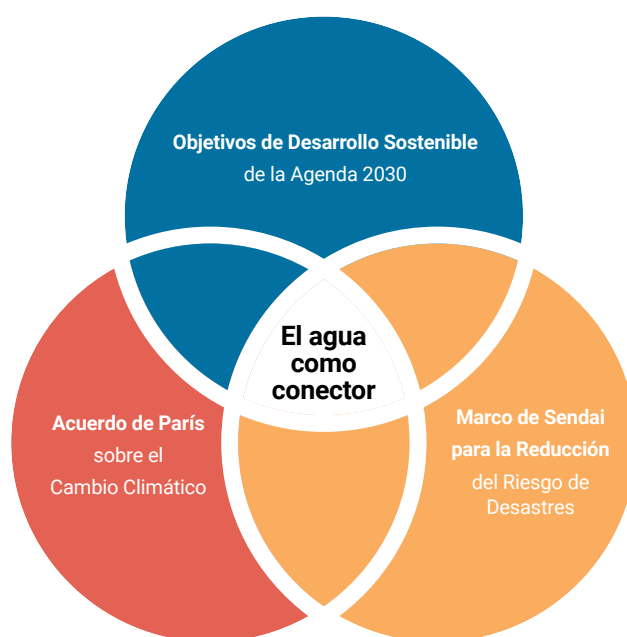 Objetivos de Desarrollo Sostenible
de la Agenda 2030
El agua
como
conector
Acuerdo de París
sobre el
Cambio Climático
Marco de Sendai
para la Reducción
del Riesgo de
Desastres